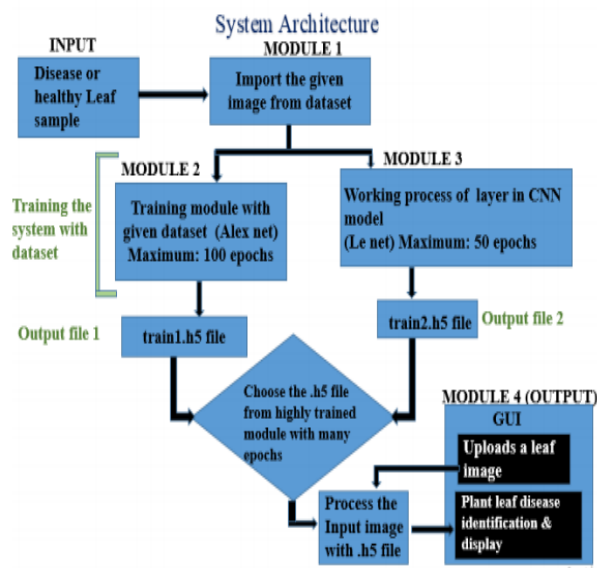 System Architecture
INPUT
MODULE 1
Disease or
healthy Leaf
sample
Import the given
image from dataset
MODULE 2
MODULE 3
Training the
system with
dataset
Training module with
given dataset (Alex net)
Maximum: 100 epochs
Working process of layer in CNN
model
(Le net) Maximum: 50 epochs
Output file 1
train1.h5 file
train2.h5 file
Output file 2
Choose the .h5 file
from highly trained
module with many
epochs
MODULE 4 (OUTPUT)
GUI
Uploads a leaf
image
Process the
Input image
with .h5 file
Plant leaf disease
identification &
display